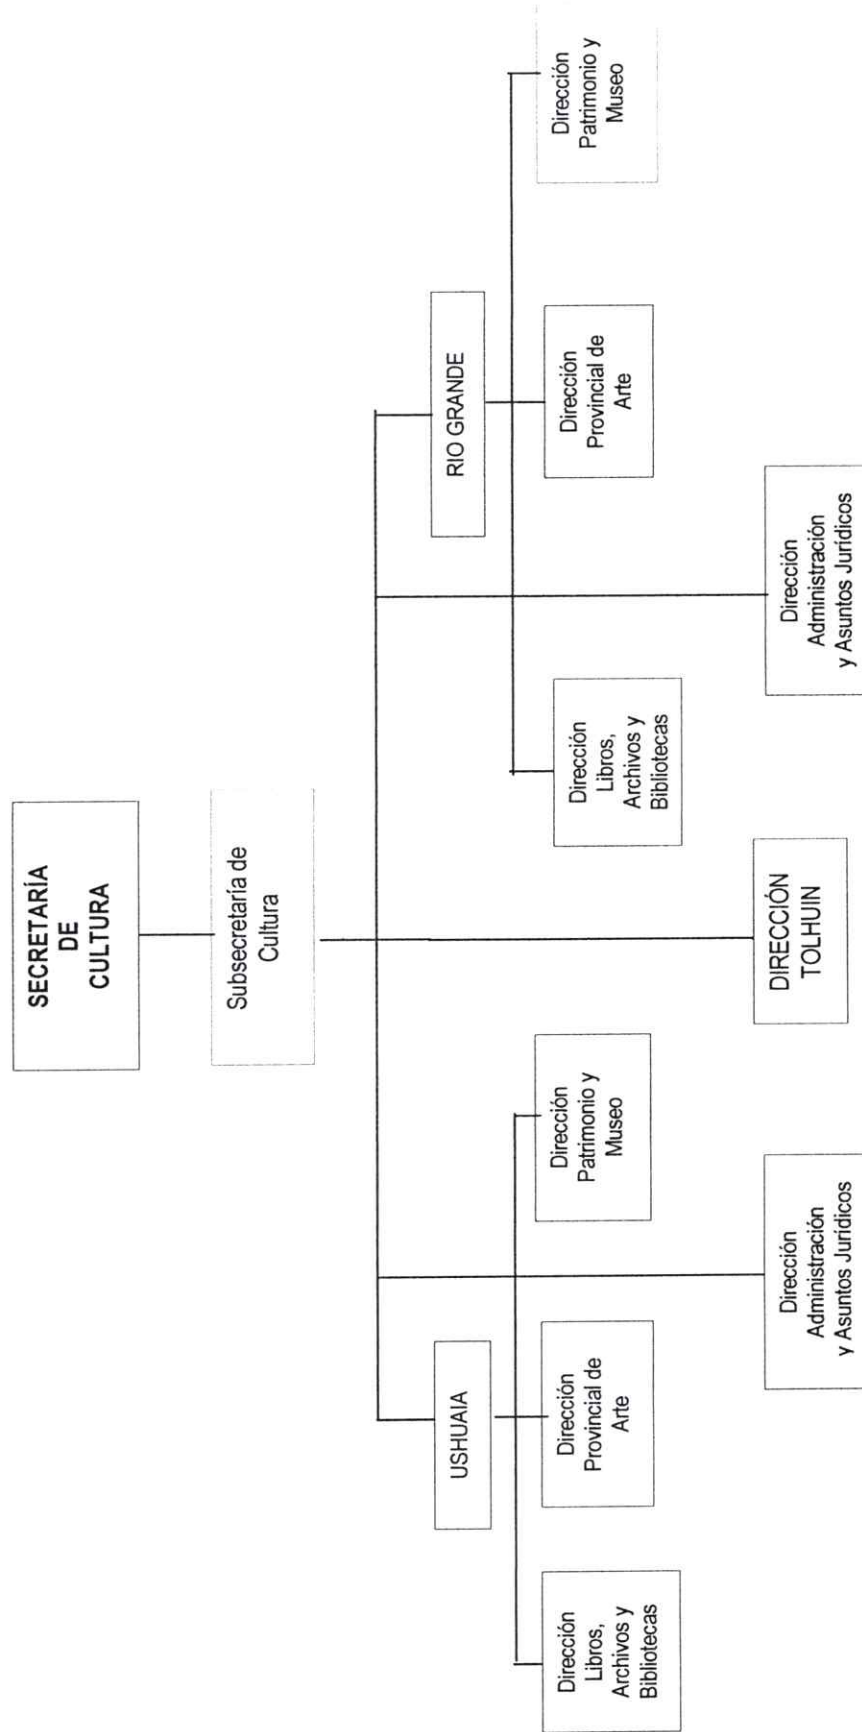 SECRETARÍA
DE
CULTURA
Subsecretaría de
Cultura
USHUAIA
RIO GRANDE
Dirección
Libros,
Archivos y
Bibliotecas
Dirección
Provincial de
Arte
Dirección
Patrimonio y
Museo
Dirección
Libros,
Archivos y
Bibliotecas
Dirección
Provincial de
Arte
Dirección
Patrimonio y
Museo
Dirección
Administración
y Asuntos Jurídicos
DIRECCIÓN
TOLHUIN
Dirección
Administración
y Asuntos Jurídicos